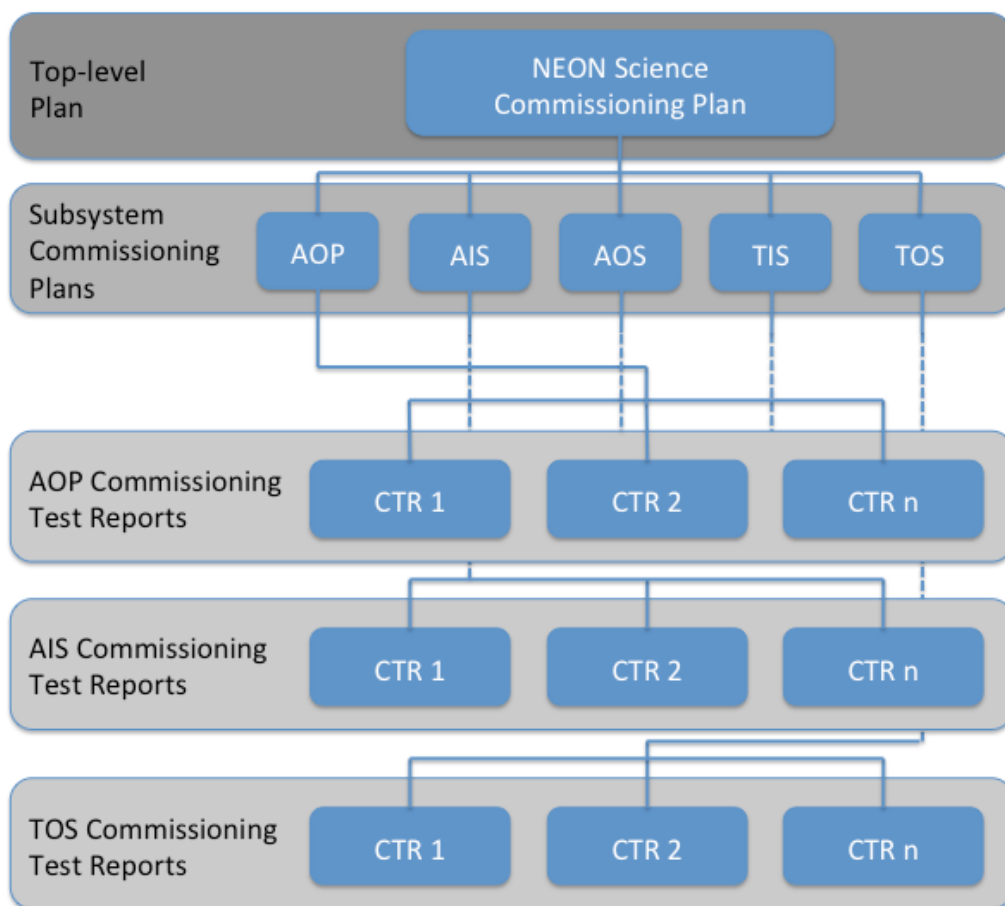 Top-level
Plan
NEON Science
Commissioning Plan
Subsystem
Commissioning
Plans
AOP
AIS
AOS
TIS
TOS
AOP Commissioning
Test Reports
CTR 1
CTR 2
CTR n
AIS Commissioning
Test Reports
CTR 1
CTR 2
CTR n
TOS Commissioning
Test Reports
CTR 1
CTR 2
CTR n